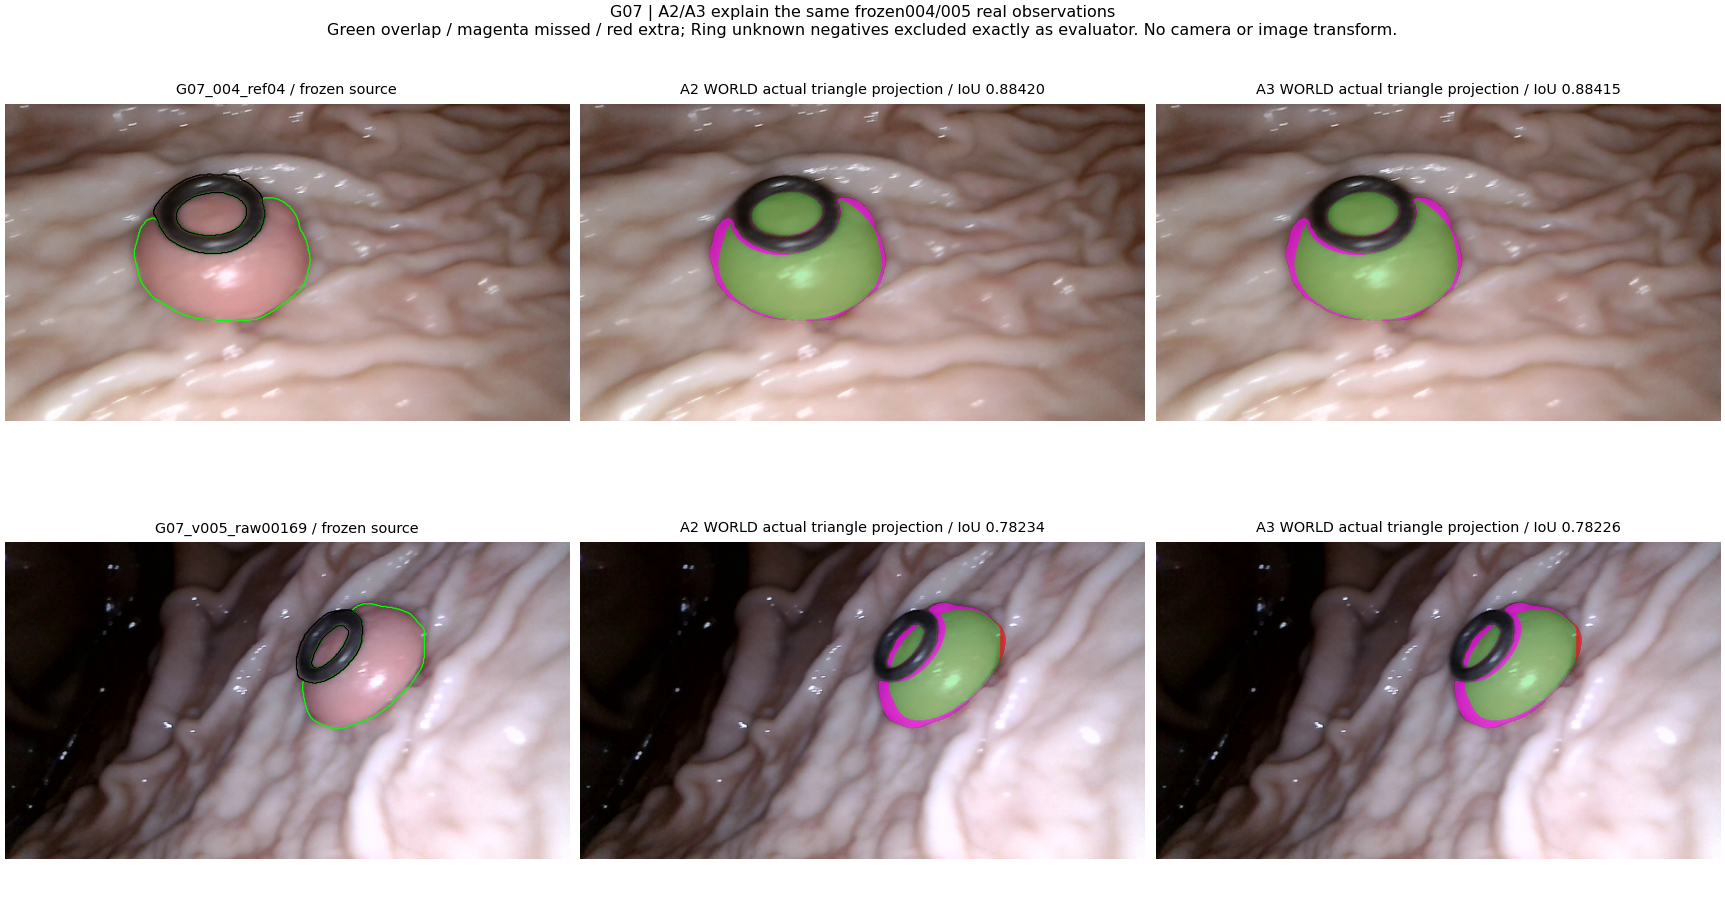 G07 | A2/A3 explain the same frozen004/005 real observations
Green overlap / magenta missed / red extra; Ring unknown negatives excluded exactly as evaluator. No camera or image transform.
G07_004_ref04 / frozen source
A2 WORLD actual triangle projection / IoU 0.88420
A3 WORLD actual triangle projection / IoU 0.88415
G07_v005_raw00169 / frozen source
A2 WORLD actual triangle projection / IoU 0.78234
A3 WORLD actual triangle projection / IoU 0.78226